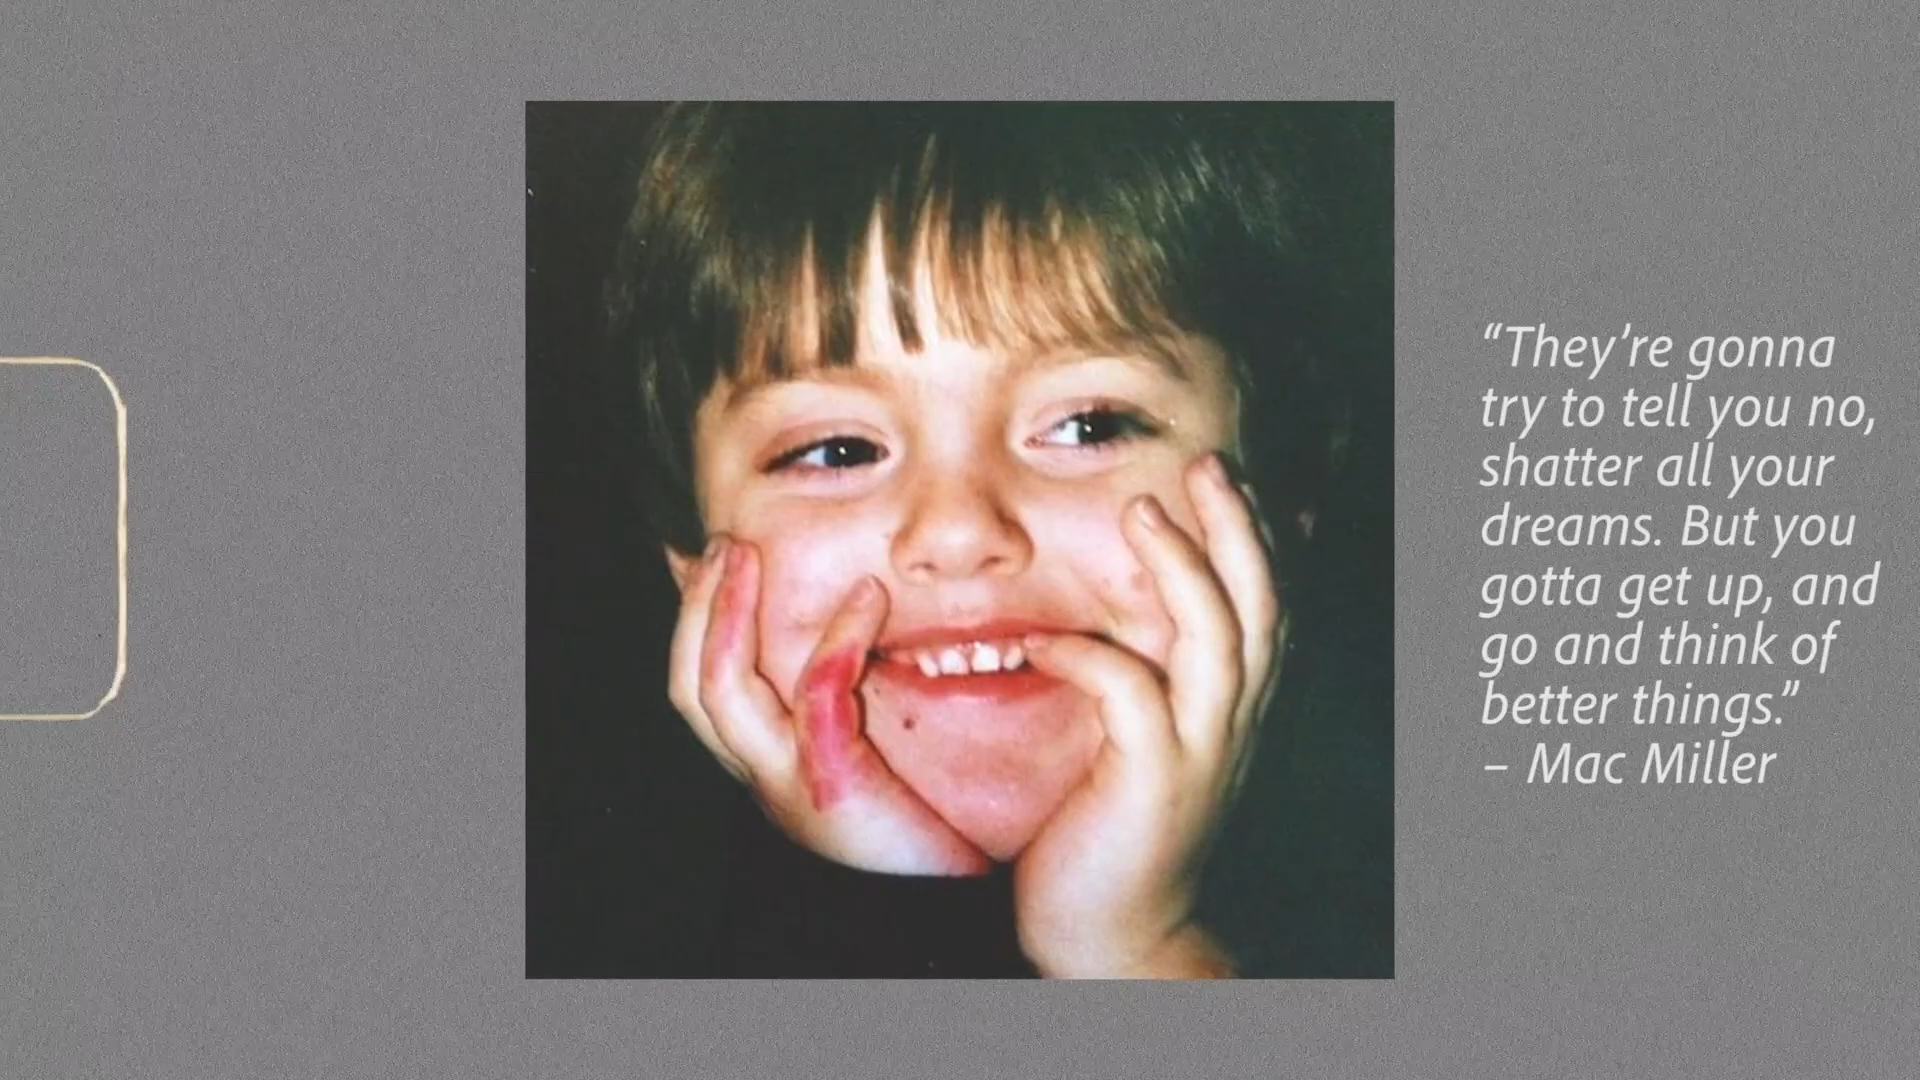 “They’re gonna
try to tell you no,
shatter all your
dreams. But you
gotta get up, and
go and think of
better things.”
– Mac Miller